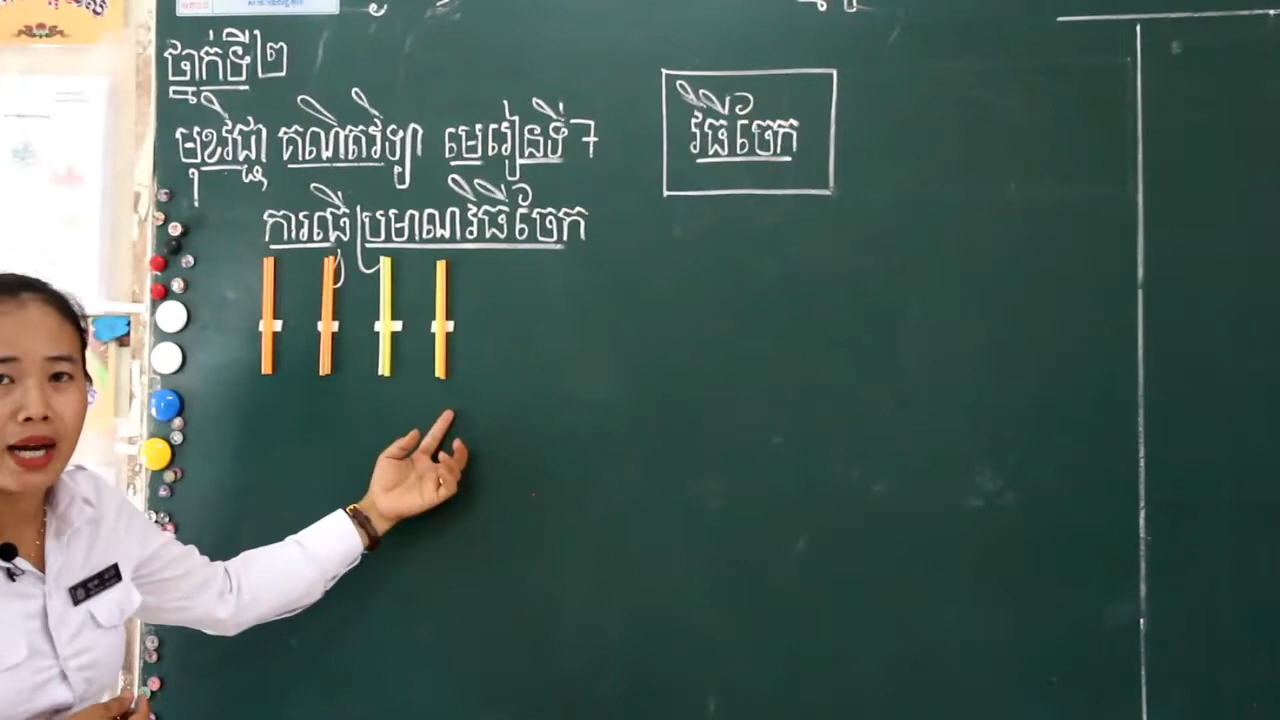 ថ្នាក់ទី២
មុខវិជ្ជា គណិតវិទ្យា មេរៀនទី 7
វិធីចែក
ការធ្វើប្រមាណវិធីចែក